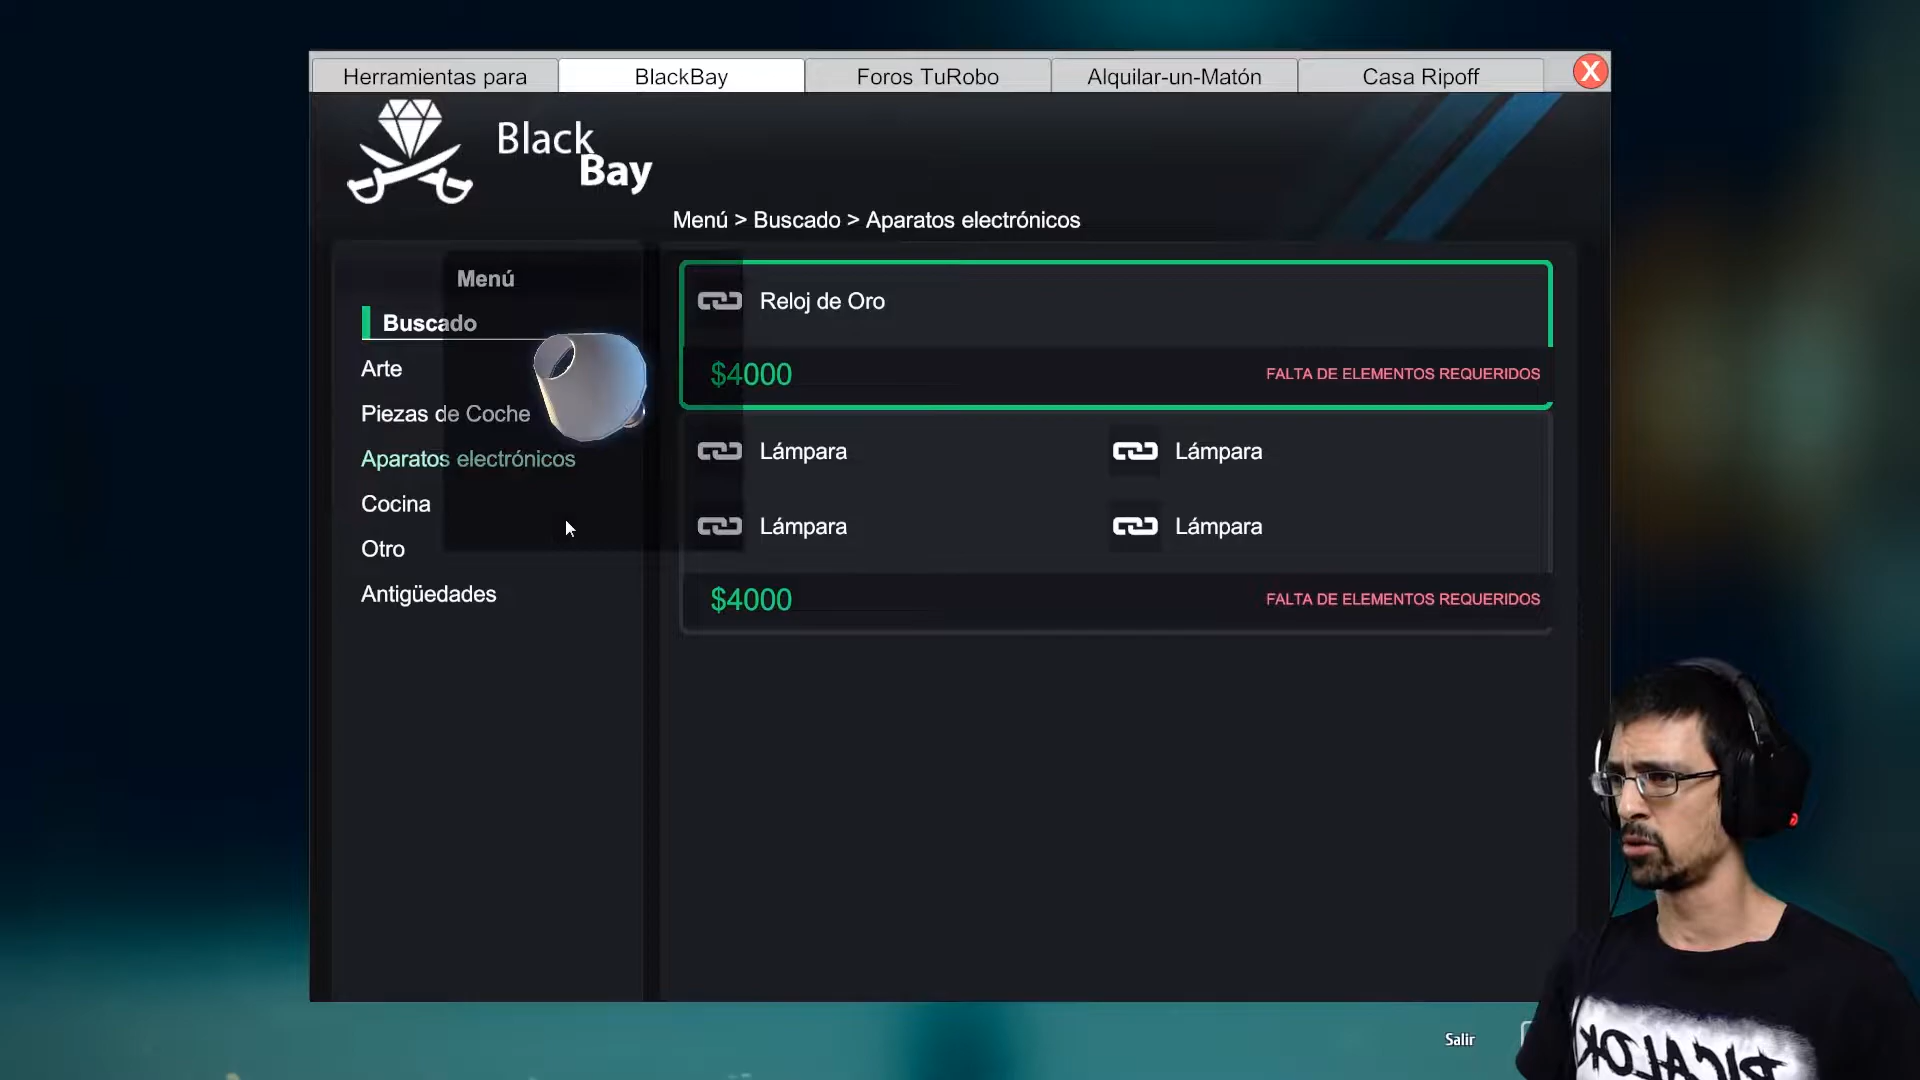 Herramientas para
BlackBay
Foros TuRobo
Alquilar-un-Matón
Casa Ripoff
X
Black
Bay
Menú > Buscado > Aparatos electrónicos
Menú
Buscado
Arte
Piezas de Coche
Aparatos electrónicos
Cocina
Otro
Antigüedades
Reloj de Oro
$4000 FALTA DE ELEMENTOS REQUERIDOS
Lámpara Lámpara
Lámpara Lámpara
$4000 FALTA DE ELEMENTOS REQUERIDOS
Salir